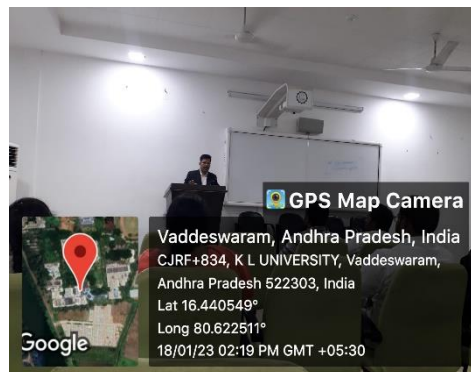 GPS Map Camera
Vaddeswaram, Andhra Pradesh, India
CJRF+834, K L UNIVERSITY, Vaddeswaram,
Andhra Pradesh 522303, India
Lat 16.440549°
Long 80.622511°
18/01/23 02:19 PM GMT +05:30
Google